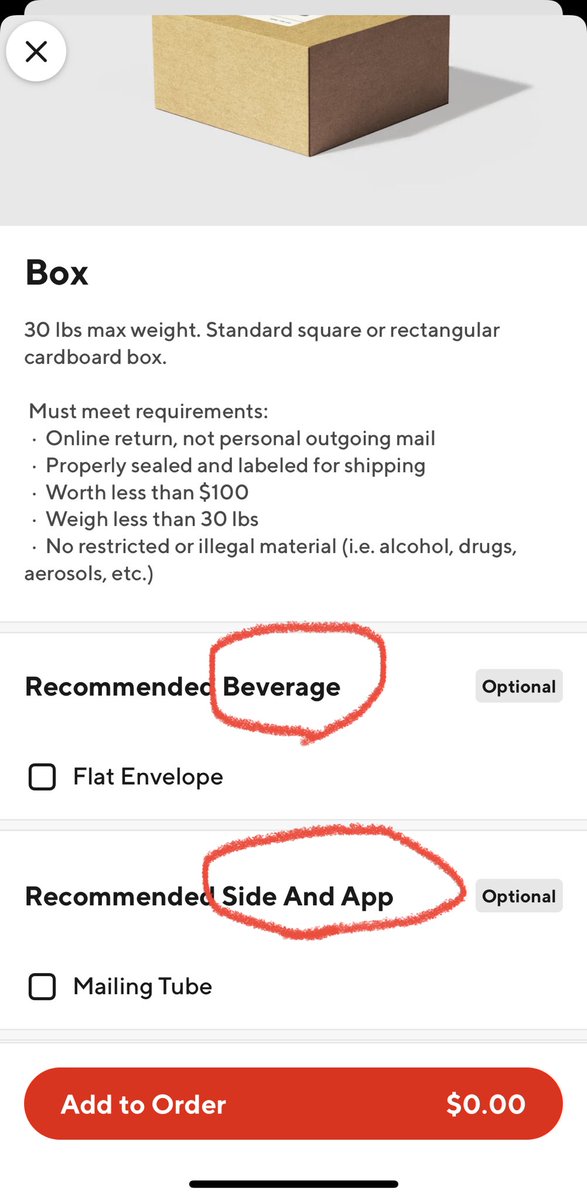 Box
30 lbs max weight. Standard square or rectangular
cardboard box.
Must meet requirements:
· Online return, not personal outgoing mail
· Properly sealed and labeled for shipping
· Worth less than $100
· Weigh less than 30 lbs
· No restricted or illegal material (i.e. alcohol, drugs,
aerosols, etc.)
Recommended Beverage Optional
Flat Envelope
Recommended Side And App Optional
Mailing Tube
Add to Order $0.00